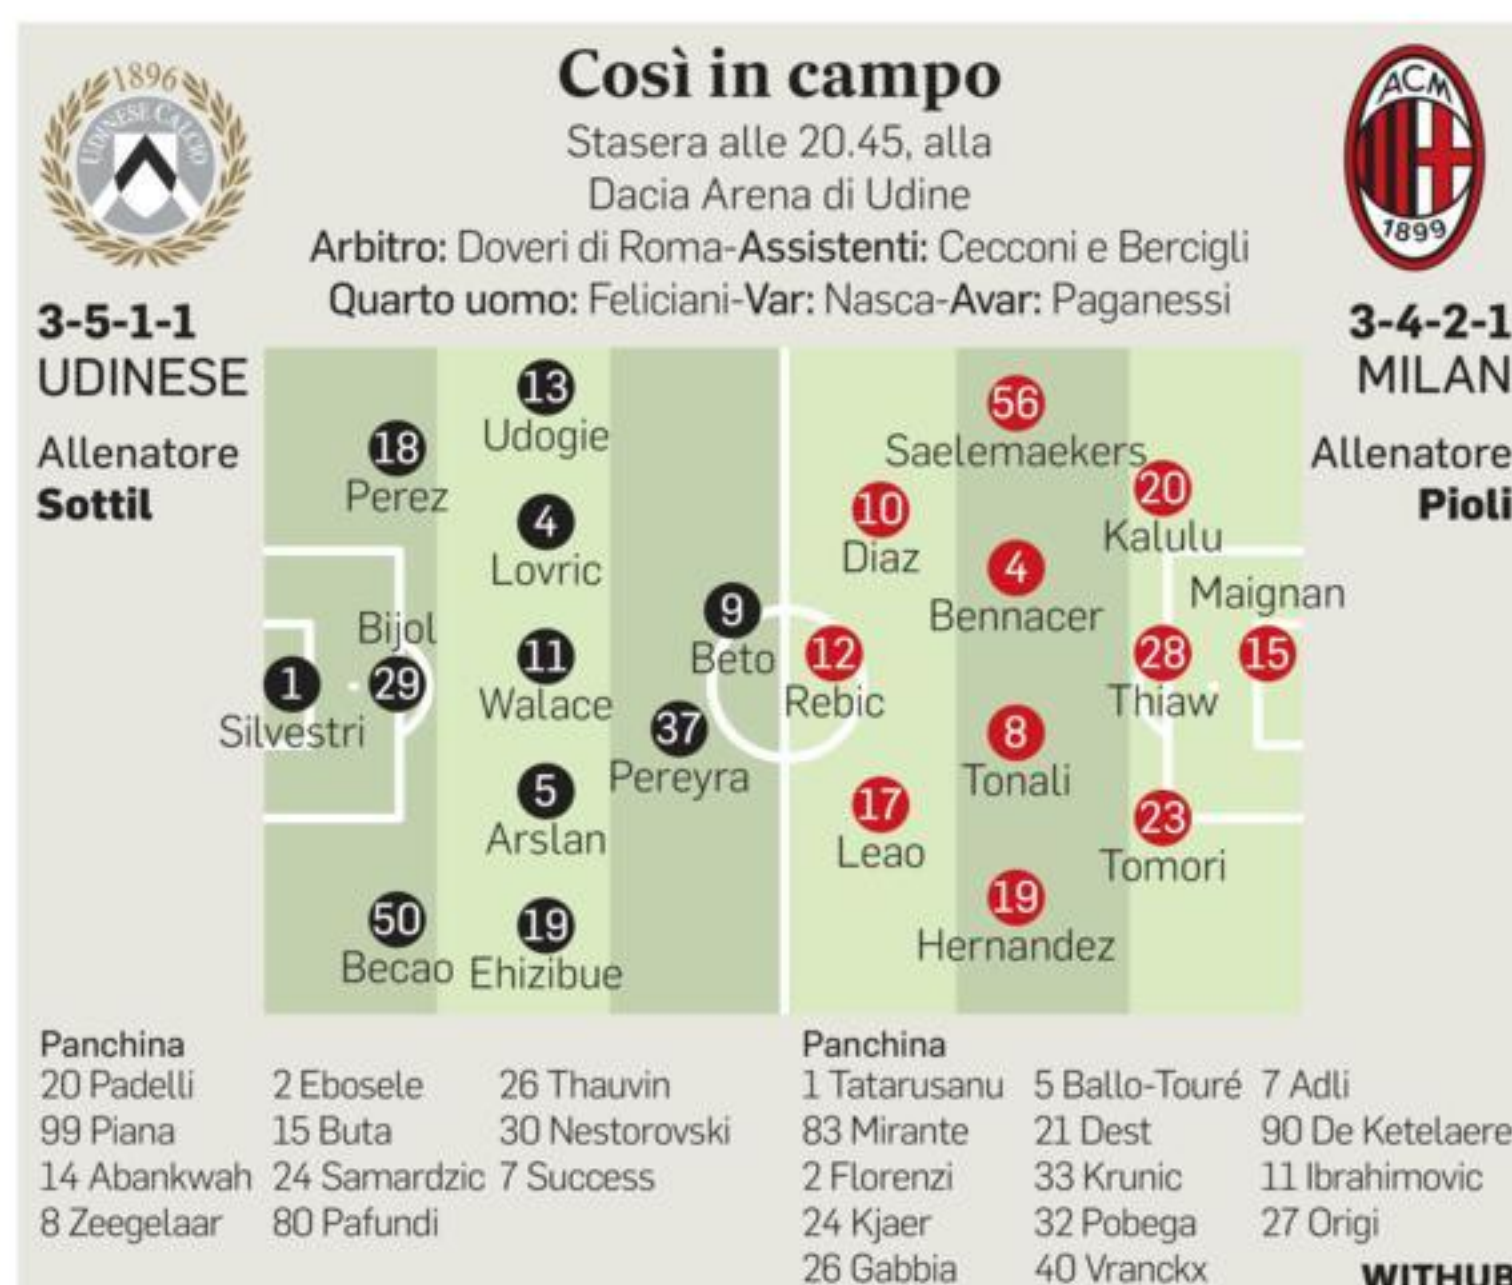 Così in campo
Stasera alle 20.45, alla
Dacia Arena di Udine
Arbitro: Doveri di Roma-Assistenti: Cecconi e Bercigli
Quarto uomo: Feliciani-Var: Nasca-Avar: Paganessi
1896
UDINESE CALCIO
3-5-1-1
UDINESE
Allenatore
Sottil
ACM
1899
3-4-2-1
MILAN
Allenatore
Pioli
1
Silvestri
18
Perez
Bijol
29
50
Becao
13
Udogie
4
Lovric
11
Walace
5
Arslan
19
Ehizibue
37
Pereyra
9
Beto
12
Rebic
10
Diaz
17
Leao
56
Saelemaekers
4
Bennacer
8
Tonali
19
Hernandez
20
Kalulu
28
Thiaw
23
Tomori
Maignan
15
Panchina
20 Padelli
99 Piana
14 Abankwah
8 Zeegelaar
2 Ebosele
15 Buta
24 Samardzic
80 Pafundi
26 Thauvin
30 Nestorovski
7 Success
Panchina
1 Tatarusanu
83 Mirante
2 Florenzi
24 Kjaer
26 Gabbia
5 Ballo-Touré
21 Dest
33 Krunic
32 Pobega
40 Vranckx
7 Adli
90 De Ketelaere
11 Ibrahimovic
27 Origi
WITHUB